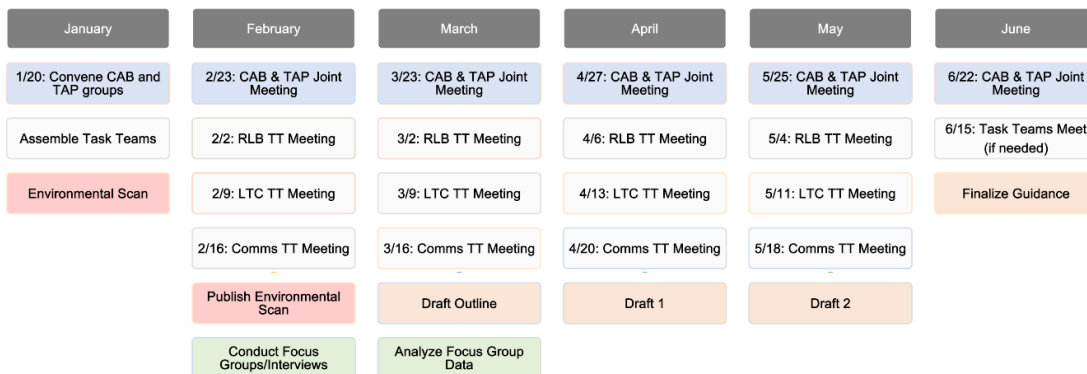 January
February
March
April
May
June
1/20: Convene CAB and
TAP groups
2/23: CAB & TAP Joint
Meeting
3/23: CAB & TAP Joint
Meeting
4/27: CAB & TAP Joint
Meeting
5/25: CAB & TAP Joint
Meeting
6/22: CAB & TAP Joint
Meeting
Assemble Task Teams
2/2: RLB TT Meeting
3/2: RLB TT Meeting
4/6: RLB TT Meeting
5/4: RLB TT Meeting
6/15: Task Teams Meet
(if needed)
Environmental Scan
2/9: LTC TT Meeting
3/9: LTC TT Meeting
4/13: LTC TT Meeting
5/11: LTC TT Meeting
Finalize Guidance
2/16: Comms TT Meeting
3/16: Comms TT Meeting
4/20: Comms TT Meeting
5/18: Comms TT Meeting
Publish Environmental
Scan
Draft Outline
Draft 1
Draft 2
Conduct Focus
Groups/Interviews
Analyze Focus Group
Data